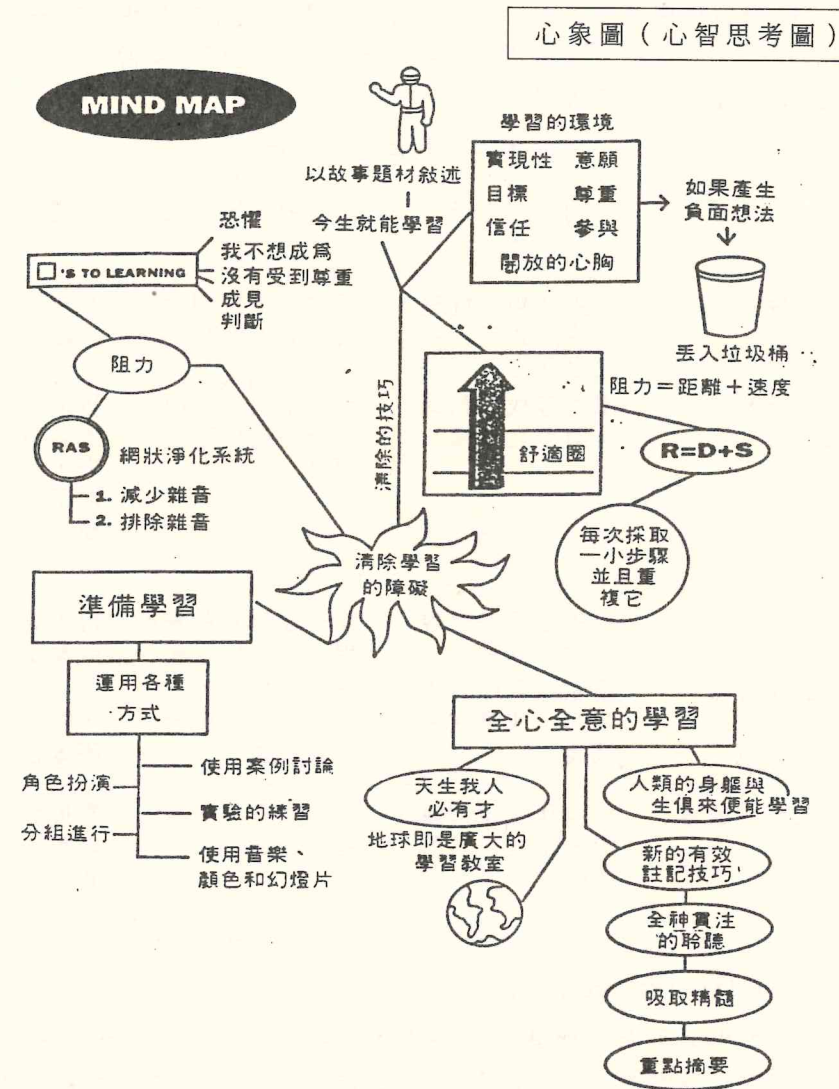 心象圖（心智思考圖）
MIND MAP
以故事題材敘述
今生就能學習
學習的環境
實現性 意願
目標 尊重
信任 參與
開放的心胸
如果產生
負面想法
丟入垃圾桶
恐懼
我不想成為
沒有受到尊重
成見
判斷
'S TO LEARNING
阻力
RAS
網狀淨化系統
1. 減少雜音
2. 排除雜音
清除的技巧
舒適圈
阻力＝距離＋速度
R=D+S
每次採取
一小步驟
並且重
複它
清除學習
的障礙
準備學習
運用各種
方式
角色扮演
分組進行
使用案例討論
實驗的練習
使用音樂、
顏色和幻燈片
全心全意的學習
天生我人
必有才
地球即是廣大的
學習教室
人類的身軀與
生俱來便能學習
新的有效
註記技巧
全神貫注
的聆聽
吸取精髓
重點摘要